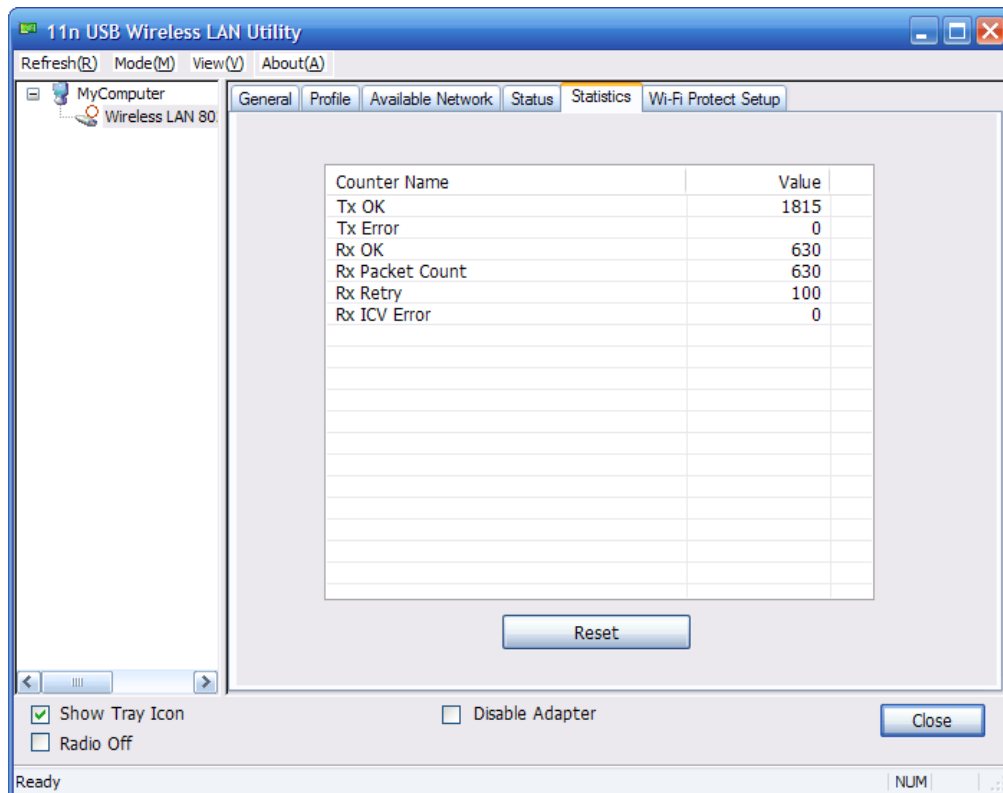 11n USB Wireless LAN Utility
Refresh(R) Mode(M) View(V) About(A)
MyComputer
Wireless LAN 80
General Profile Available Network Status Statistics Wi-Fi Protect Setup
Counter Name Value
Tx OK 1815
Tx Error 0
Rx OK 630
Rx Packet Count 630
Rx Retry 100
Rx ICV Error 0
Reset
Show Tray Icon Disable Adapter Close
Radio Off
Ready NUM